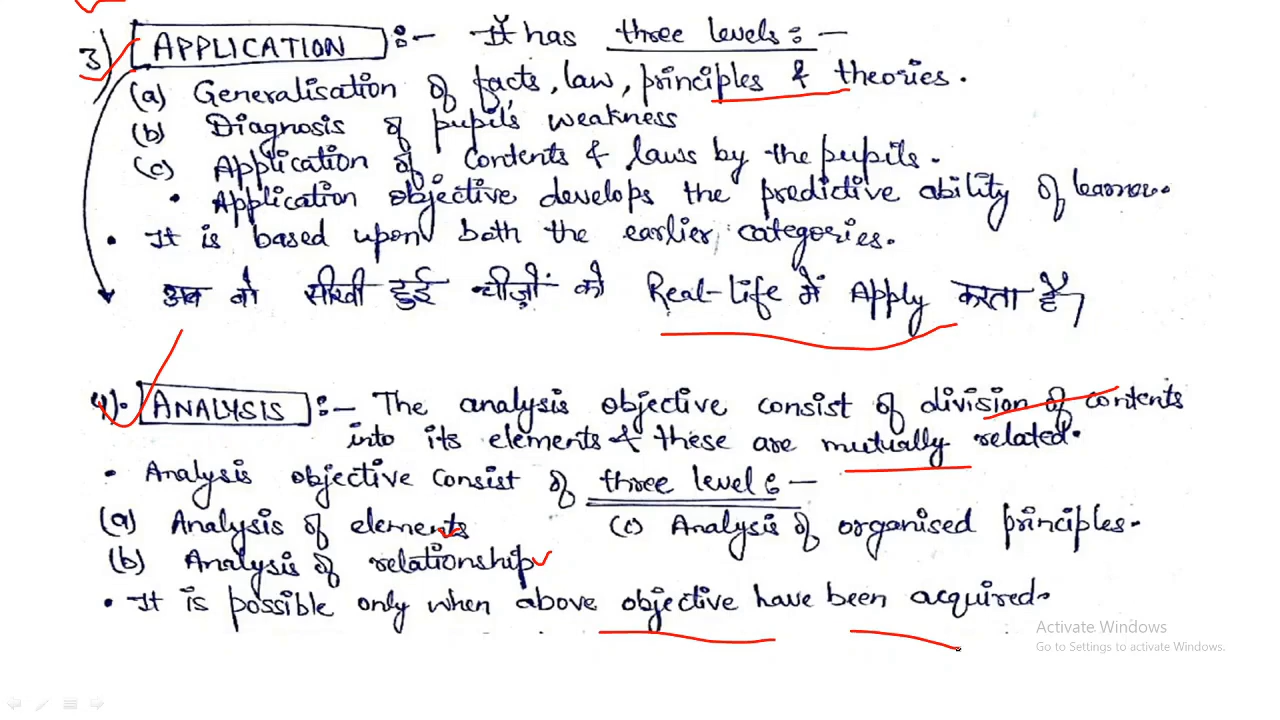 3) APPLICATION :- It has three levels :-
(a) Generalisation of facts, law, principles & theories.
(b) Diagnosis of pupil's weakness
(c) Application of Contents & laws by the pupils.
• Application objective develops the predictive ability of learner.
• It is based upon both the earlier categories.
अब वो सीखी हुई चीज़ों को Real-life में Apply करता है,
4). ANALYSIS :- The analysis objective consist of division of contents
into its elements & these are mutually related.
• Analysis objective consist of three level :-
(a) Analysis of elements (c) Analysis of organised principles.
(b) Analysis of relationship
• It is possible only when above objective have been acquired.
Activate Windows
Go to Settings to activate Windows.